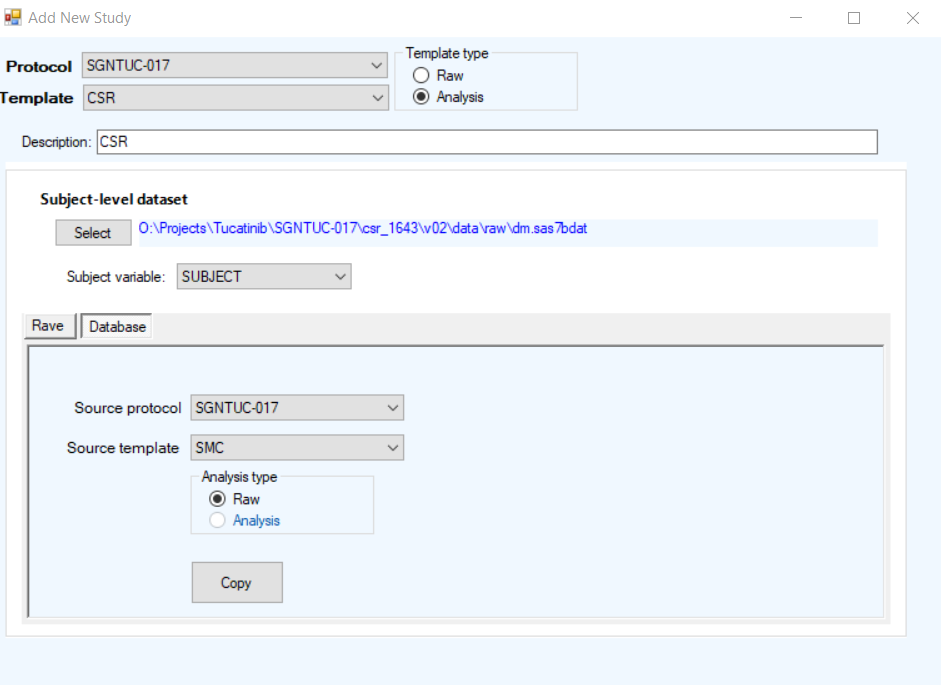 Add New Study
Protocol SGNTUC-017
Template type
Raw
Template CSR
Analysis
Description: CSR
Subject-level dataset
Select O:\Projects\Tucatinib\SGNTUC-017\csr_1643\v02\data\raw\dm.sas7bdat
Subject variable: SUBJECT
Rave Database
Source protocol SGNTUC-017
Source template SMC
Analysis type
Raw
Analysis
Copy